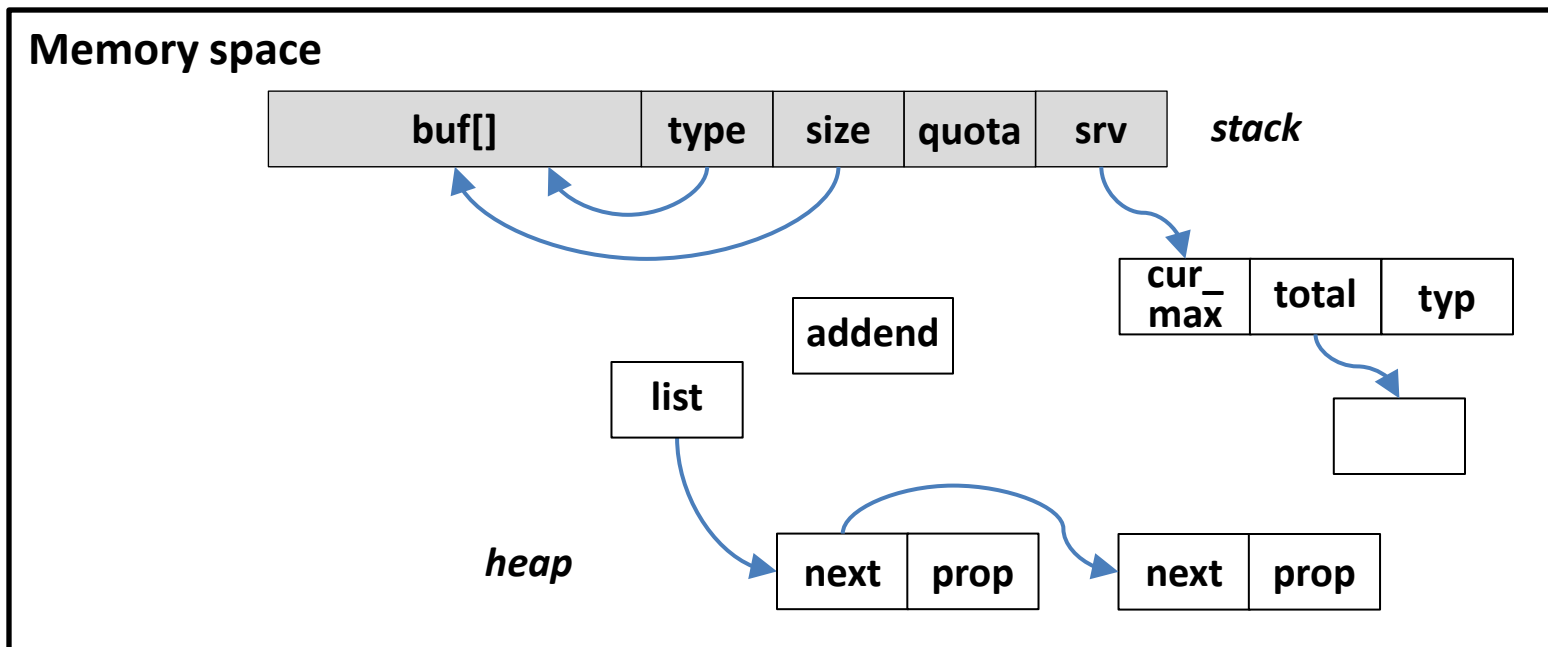 Memory space
buf[] type size quota srv stack
cur_
max total typ
addend
list
heap next prop next prop